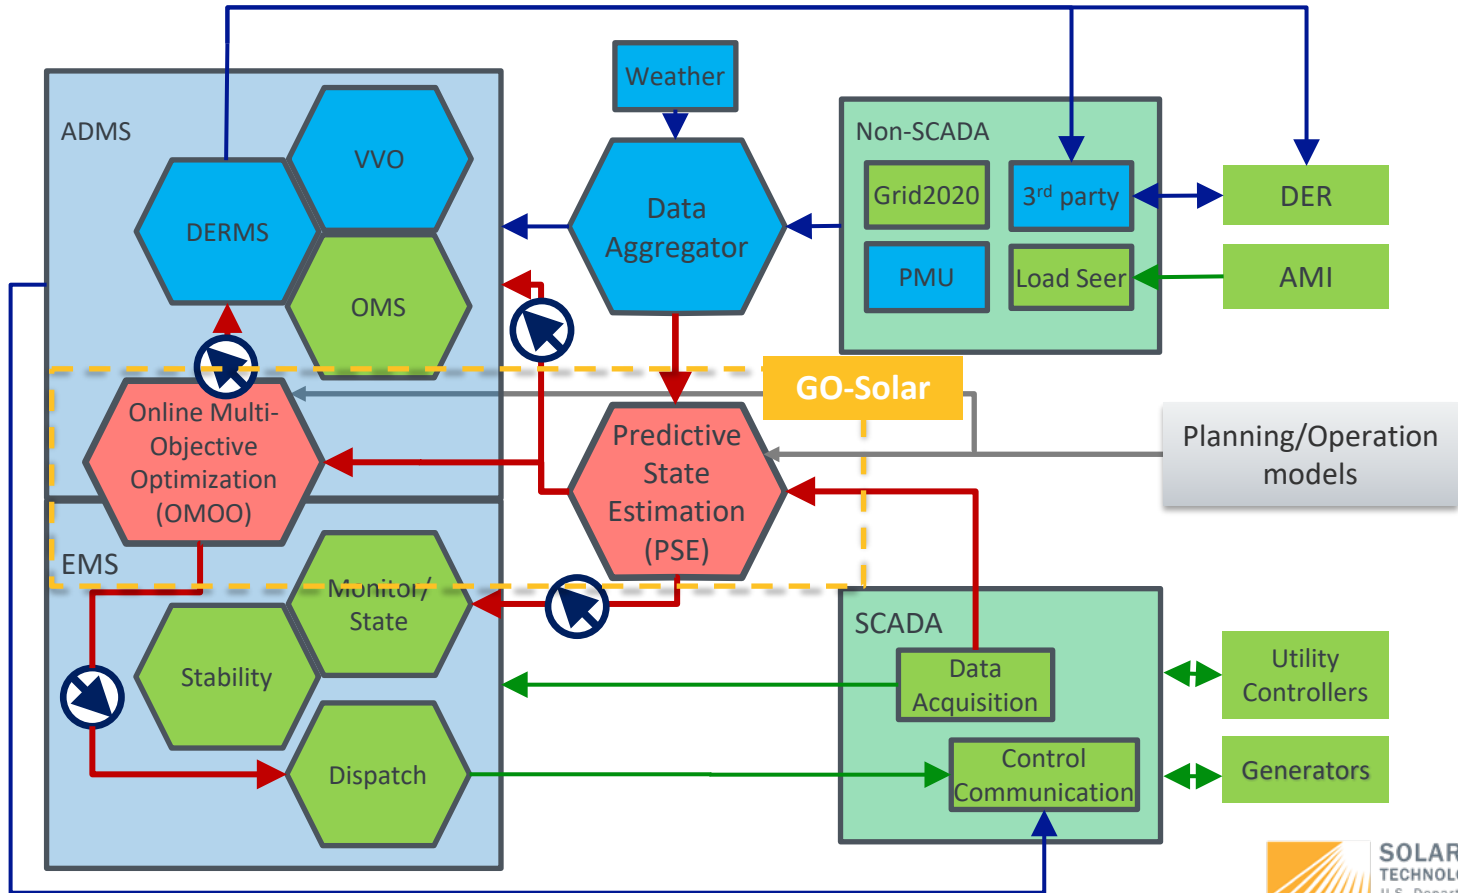 Weather
ADMS
VVO
DERMS
OMS
Data
Aggregator
Non-SCADA
Grid2020
3rd party
PMU
Load Seer
DER
AMI
GO-Solar
Online Multi-
Objective
Optimization
(OMOO)
Predictive
State
Estimation
(PSE)
Planning/Operation
models
EMS
Monitor/
State
Stability
Dispatch
SCADA
Data
Acquisition
Control
Communication
Utility
Controllers
Generators
SOLAR
TECHNOLO